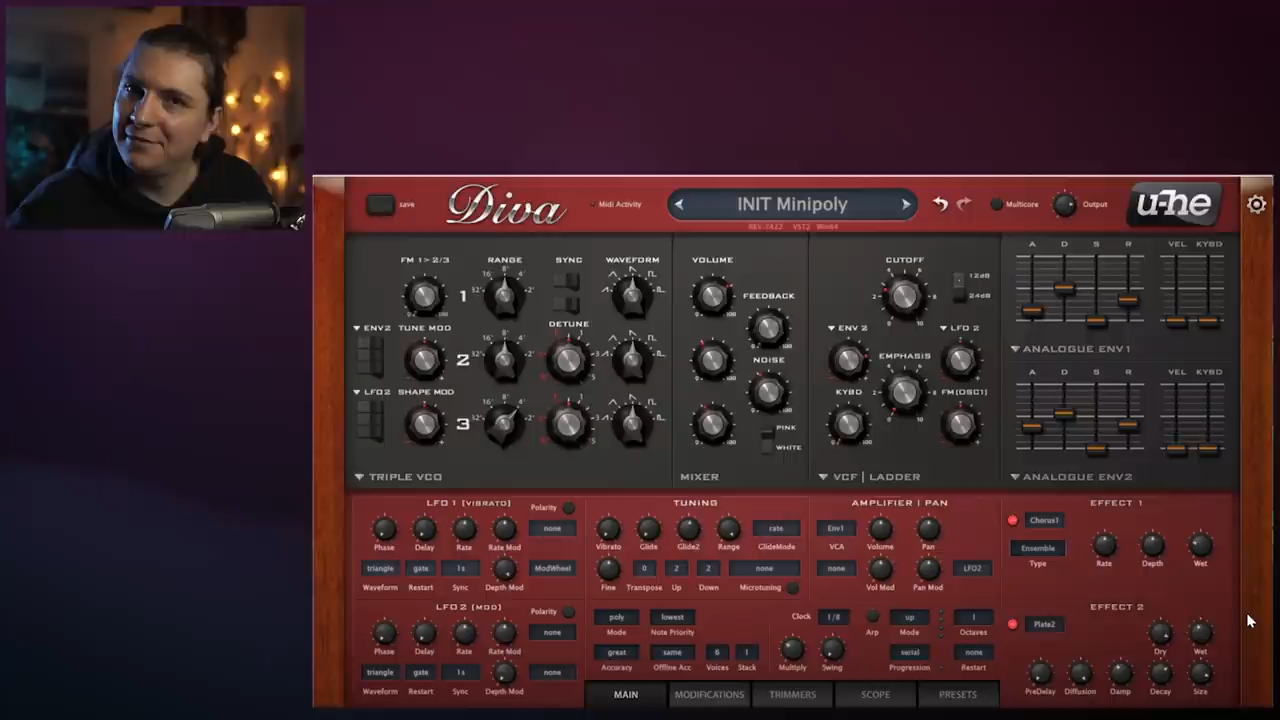 save
Diva
Midi Activity
INIT Minipoly
Multicore
Output
u-he
FM 1 > 2/3
RANGE
SYNC
WAVEFORM
VOLUME
CUTOFF
A D S R VEL KYBD
12dB
24dB
FEEDBACK
1
ENV2 TUNE MOD
DETUNE
ENV 2
LFO 2
2
NOISE
EMPHASIS
ANALOGUE ENV1
A D S R VEL KYBD
LFO2 SHAPE MOD
KYBD
FM(OSC1)
3
PINK
WHITE
TRIPLE VCO
MIXER
VCF | LADDER
ANALOGUE ENV2
LFO 1 (VIBRATO)
Polarity
none
Phase Delay Rate Rate Mod
triangle gate 1s ModWheel
Waveform Restart Sync Depth Mod
LFO 2 (MOD)
Polarity
none
Phase Delay Rate Rate Mod
triangle gate 1s none
Waveform Restart Sync Depth Mod
TUNING
rate
Vibrato Glide Glide2 Range GlideMode
0 2 2 none
Fine Transpose Up Down Microtuning
poly lowest
Mode Note Priority
great same 6 1
Accuracy Offline Acc Voices Stack
AMPLIFIER | PAN
Env1
VCA Volume Pan
none LFO2
Vol Mod Pan Mod
Clock 1/8
Arp
up
Mode
1
Octaves
Multiply Swing
serial
Progression
none
Restart
EFFECT 1
Chorus1
Ensemble
Type
Rate Depth Wet
EFFECT 2
Plate2
Dry Wet
PreDelay Diffusion Damp Decay Size
MAIN MODIFICATIONS TRIMMERS SCOPE PRESETS